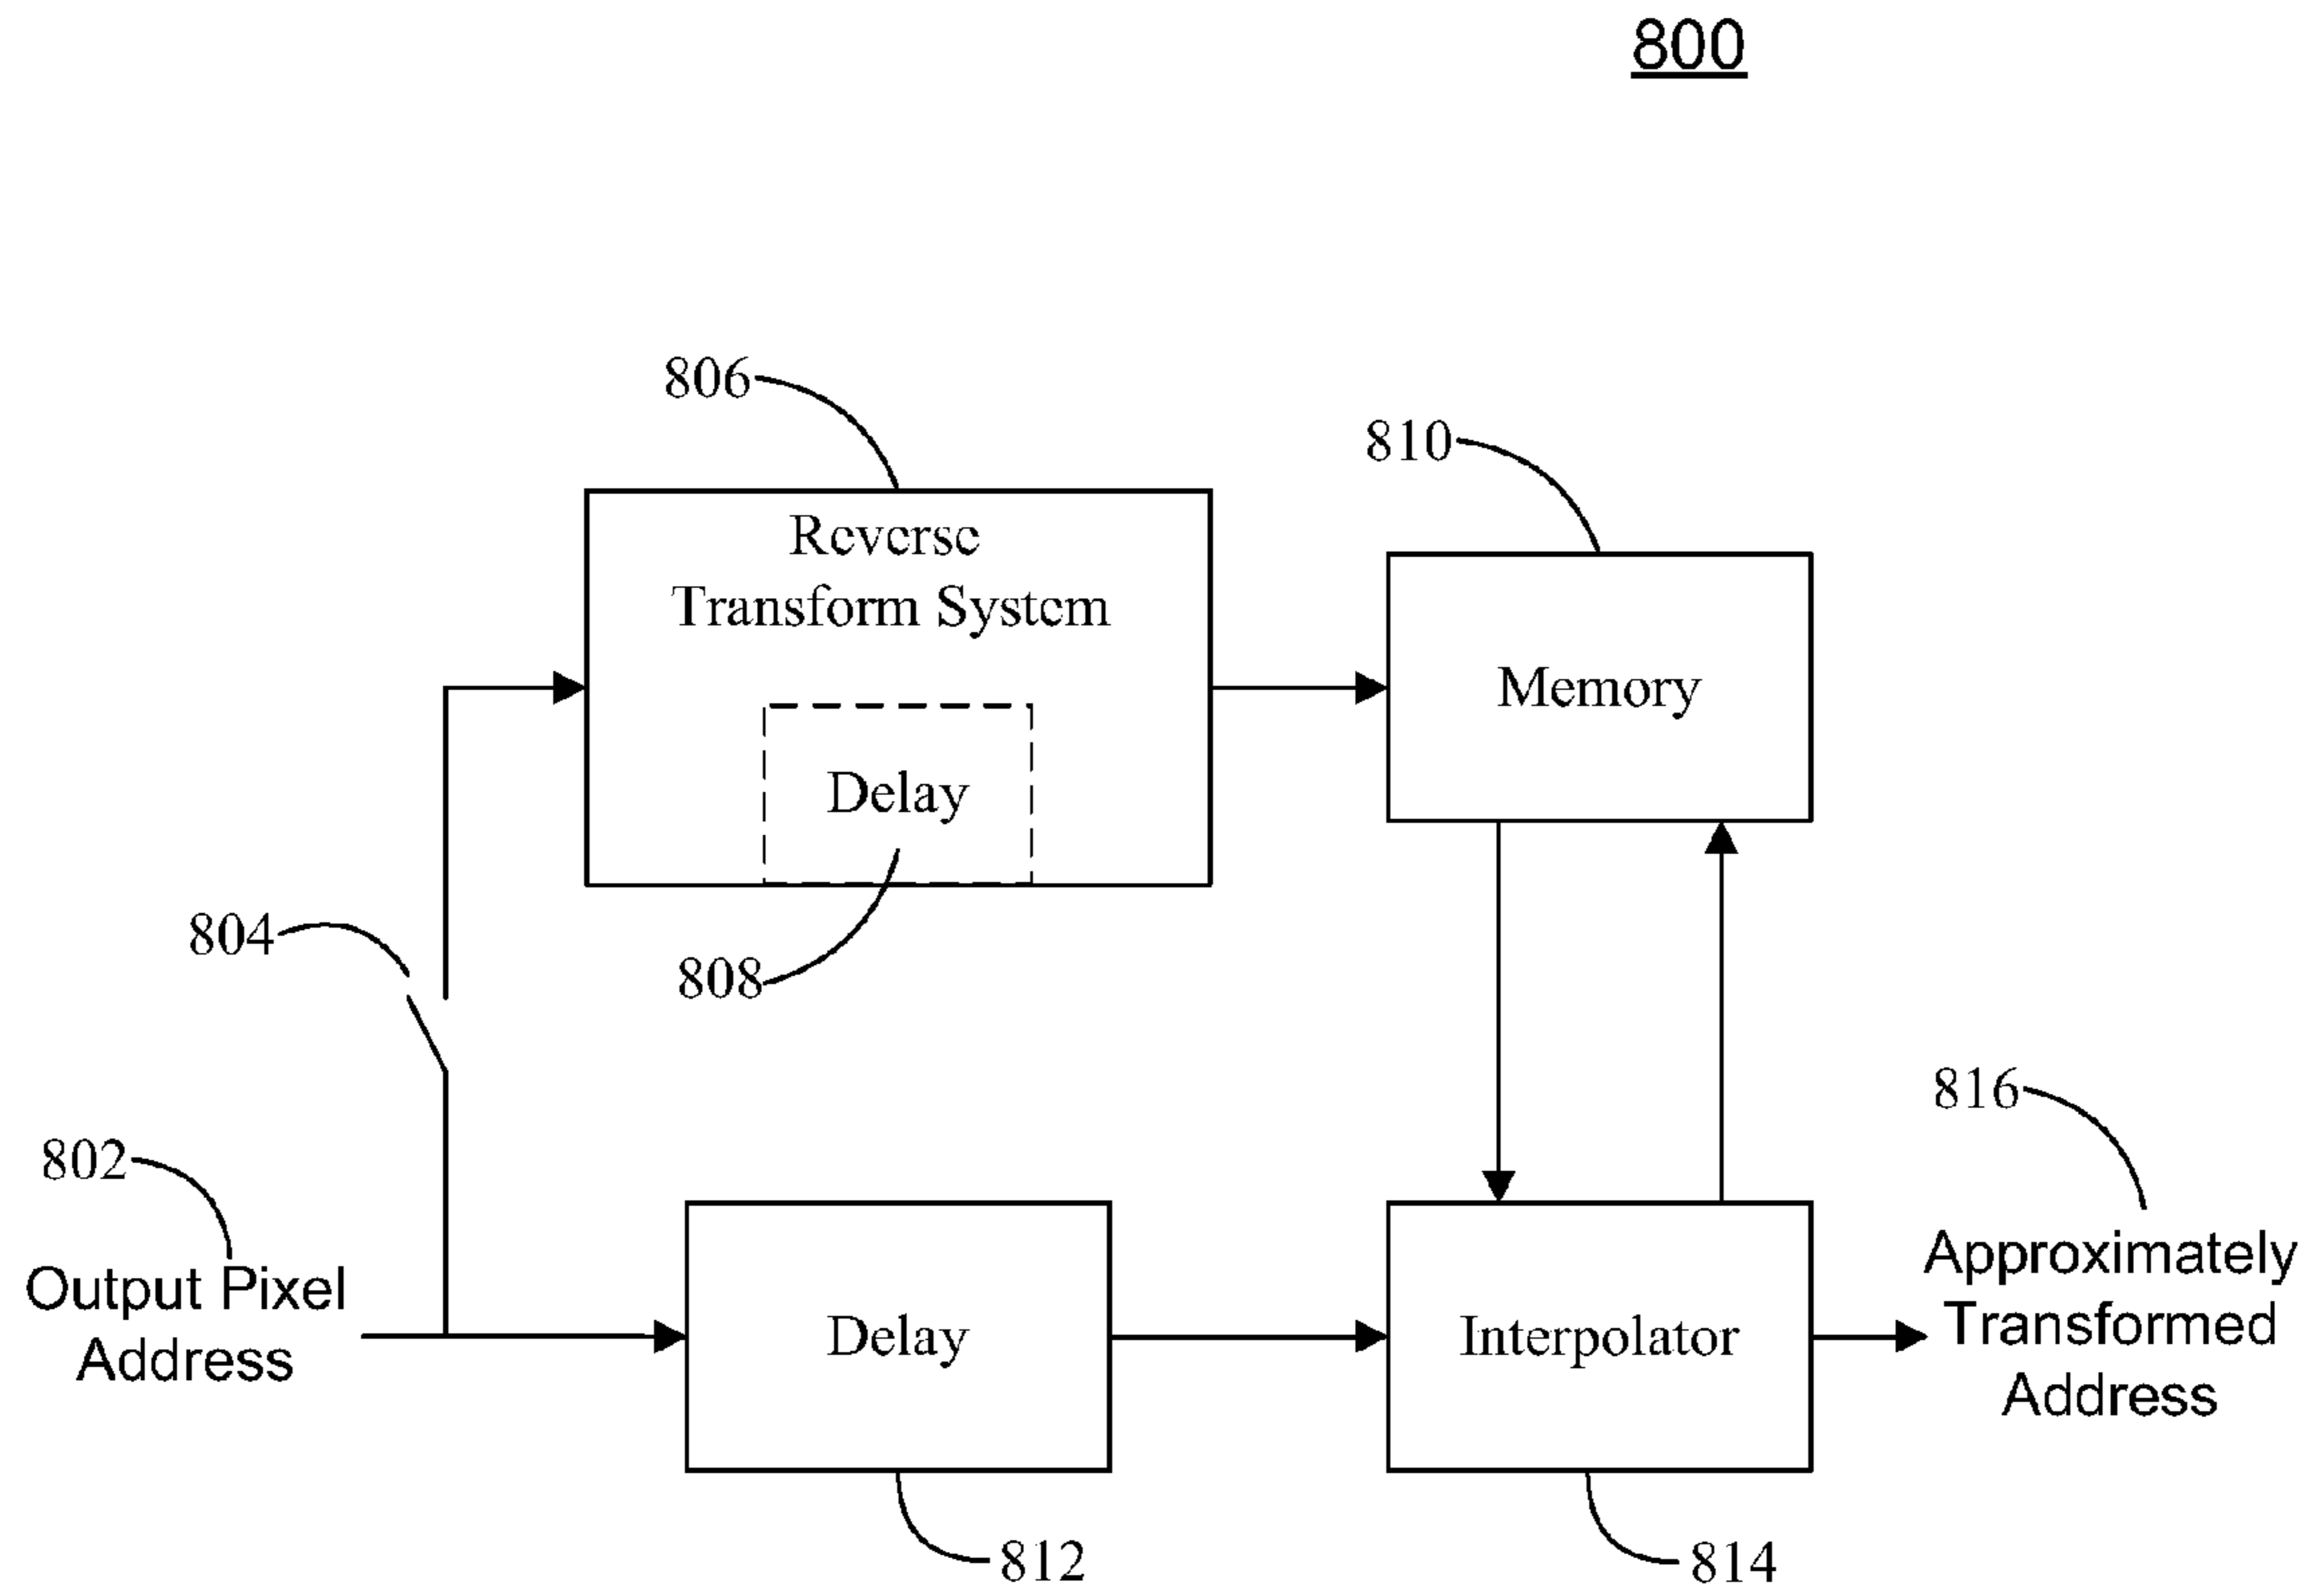 800
806
810
Reverse
Transform System
Memory
Delay
804
808
816
802
Output Pixel
Address
Delay
Interpolator
Approximately
Transformed
Address
812
814